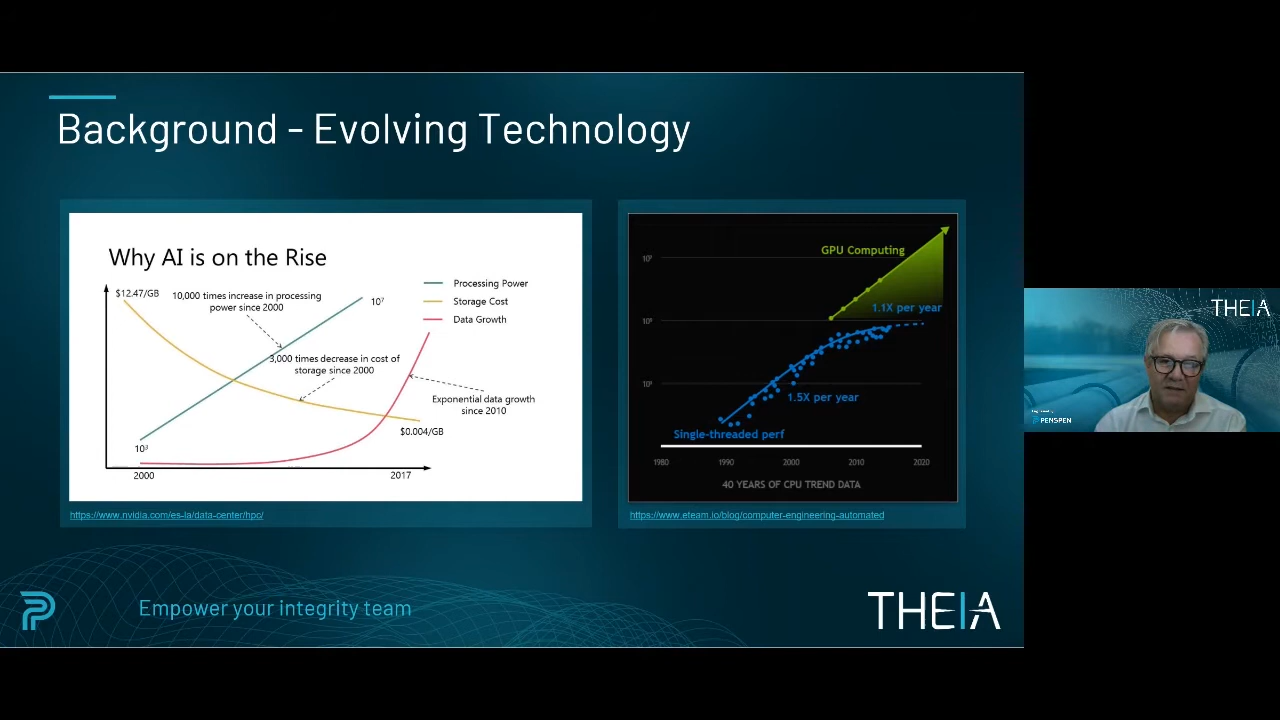 Background - Evolving Technology
Why AI is on the Rise
$12.47/GB
10,000 times increase in processing
power since 2000
10⁷
Processing Power
Storage Cost
Data Growth
3,000 times decrease in cost of
storage since 2000
Exponential data growth
since 2010
$0.004/GB
10³
2000
2017
https://www.nvidia.com/es-la/data-center/hpc/
GPU Computing
1.1X per year
1.5X per year
Single-threaded perf
1980
1990
2000
2010
2020
40 YEARS OF CPU TREND DATA
https://www.eteam.io/blog/computer-engineering-automated
Empower your integrity team
THEIA
THEIA
PENSPEN